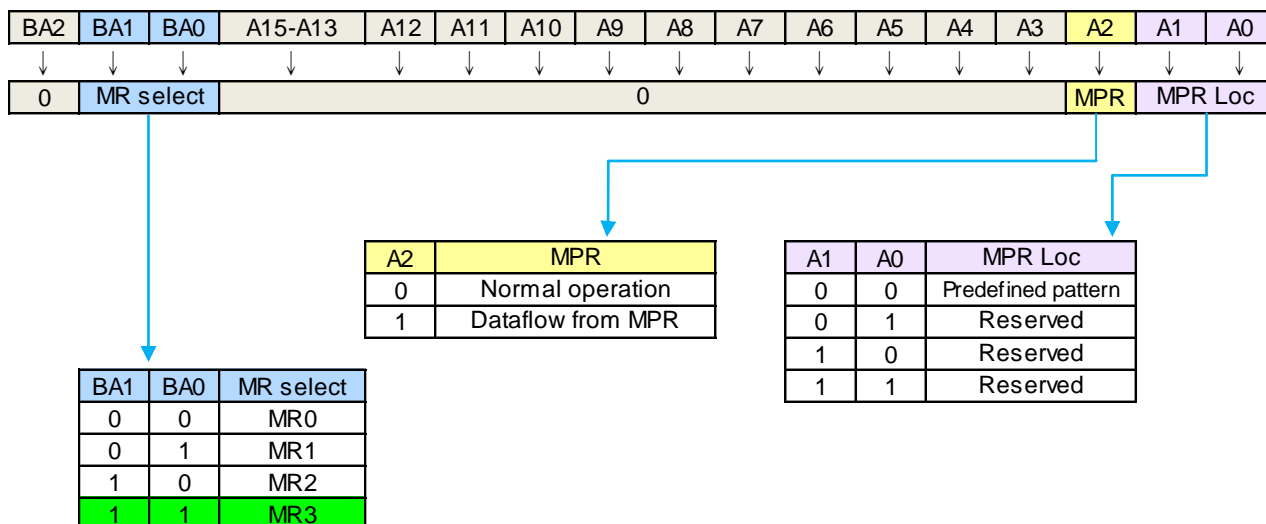 BA2 BA1 BA0 A15-A13 A12 A11 A10 A9 A8 A7 A6 A5 A4 A3 A2 A1 A0
0 MR select 0 MPR MPR Loc
A2 MPR
0 Normal operation
1 Dataflow from MPR
A1 A0 MPR Loc
0 0 Predefined pattern
0 1 Reserved
1 0 Reserved
1 1 Reserved
BA1 BA0 MR select
0 0 MR0
0 1 MR1
1 0 MR2
1 1 MR3